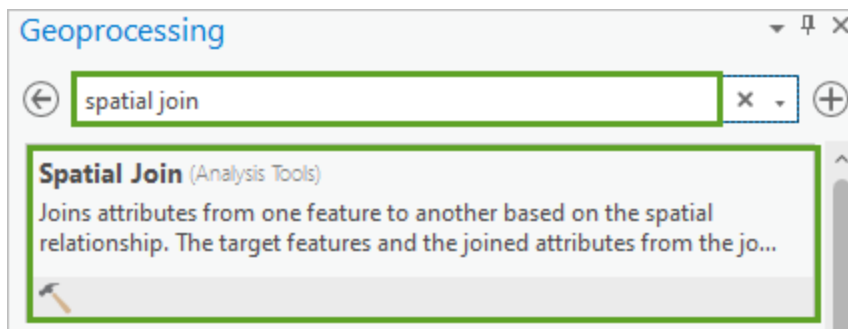 Geoprocessing
spatial join
Spatial Join (Analysis Tools)
Joins attributes from one feature to another based on the spatial
relationship. The target features and the joined attributes from the jo...